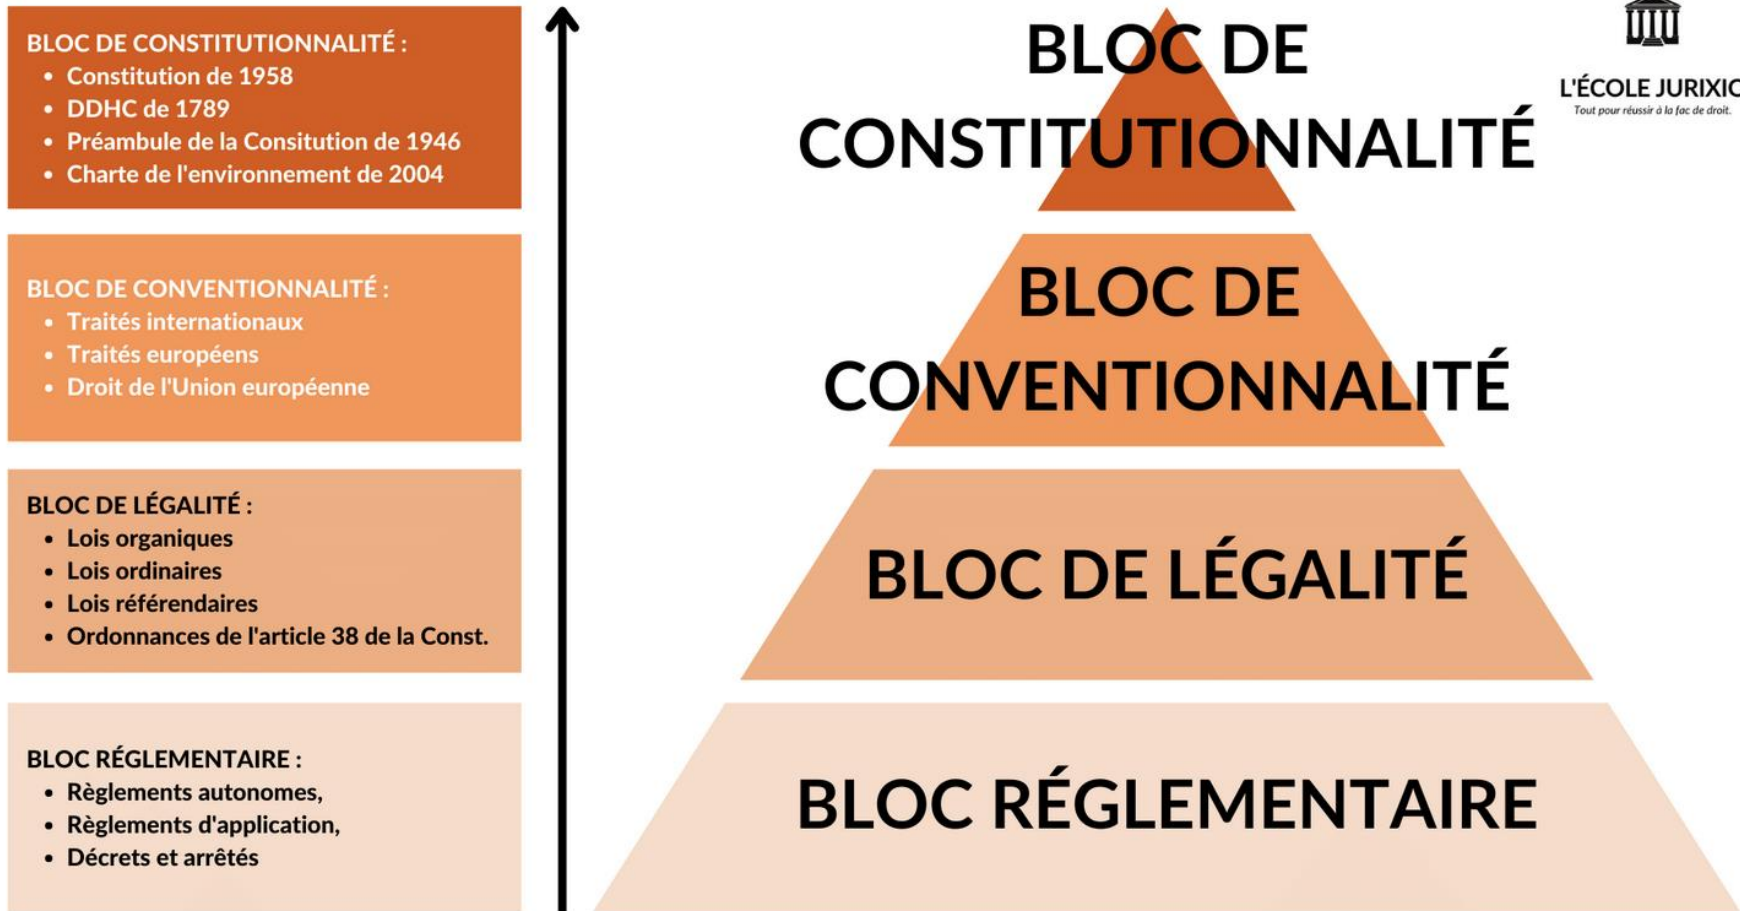 BLOC DE CONSTITUTIONNALITÉ :
• Constitution de 1958
• DDHC de 1789
• Préambule de la Consitution de 1946
• Charte de l'environnement de 2004
BLOC DE CONVENTIONNALITÉ :
• Traités internationaux
• Traités européens
• Droit de l'Union européenne
BLOC DE LÉGALITÉ :
• Lois organiques
• Lois ordinaires
• Lois référendaires
• Ordonnances de l'article 38 de la Const.
BLOC RÉGLEMENTAIRE :
• Règlements autonomes,
• Règlements d'application,
• Décrets et arrêtés
BLOC DE
CONSTITUTIONNALITÉ
BLOC DE
CONVENTIONNALITÉ
BLOC DE LÉGALITÉ
BLOC RÉGLEMENTAIRE
L'ÉCOLE JURIXIO
Tout pour réussir à la fac de droit.